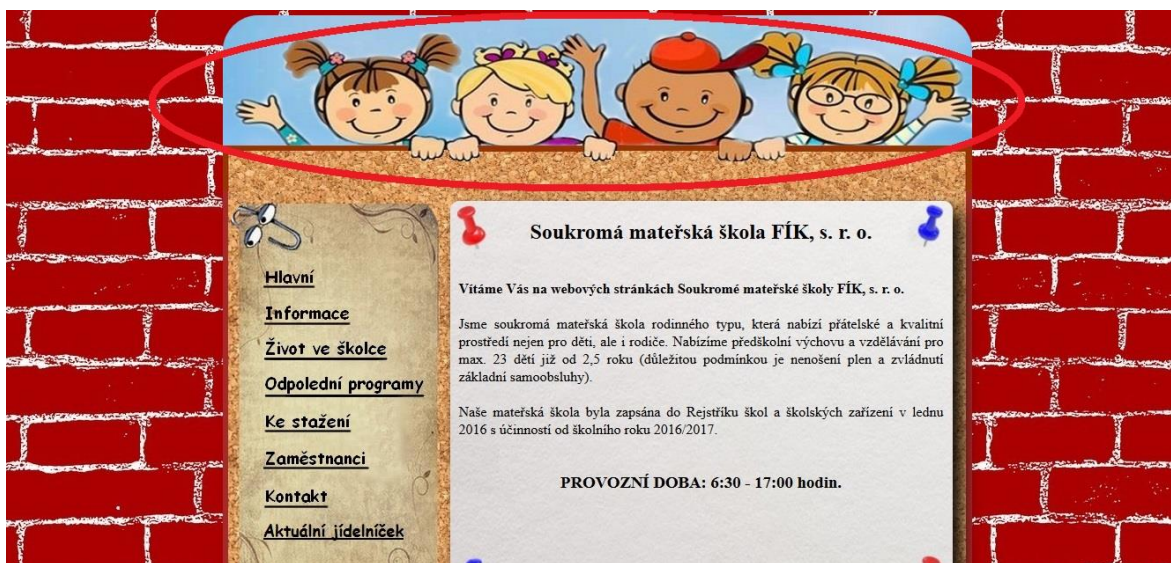 Hlavní
Informace
Život ve školce
Odpolední programy
Ke stažení
Zaměstnanci
Kontakt
Aktuální jídelníček
Soukromá mateřská škola FÍK, s. r. o.
Vítáme Vás na webových stránkách Soukromé mateřské školy FÍK, s. r. o.
Jsme soukromá mateřská škola rodinného typu, která nabízí přátelské a kvalitní
prostředí nejen pro děti, ale i rodiče. Nabízíme předškolní výchovu a vzdělávání pro
max. 23 dětí již od 2,5 roku (důležitou podmínkou je nenošení plen a zvládnutí
základní samoobsluhy).
Naše mateřská škola byla zapsána do Rejstříku škol a školských zařízení v lednu
2016 s účinností od školního roku 2016/2017.
PROVOZNÍ DOBA: 6:30 - 17:00 hodin.